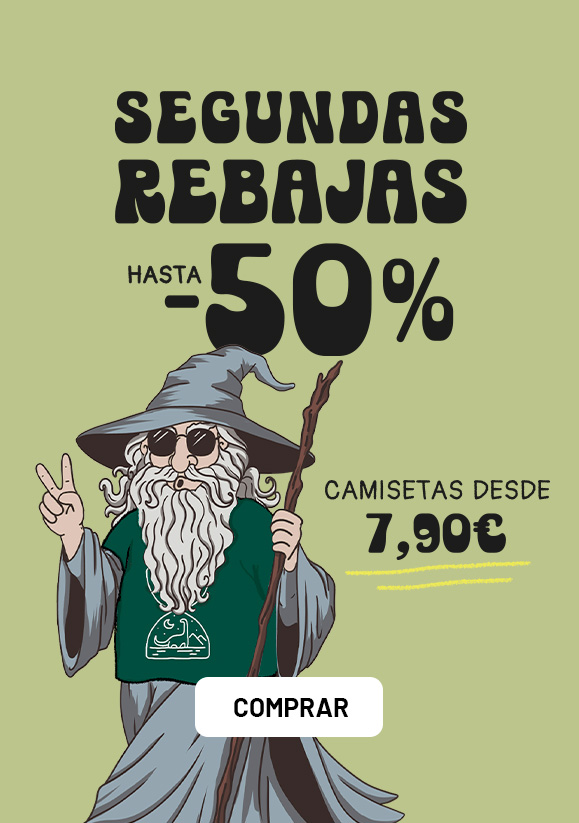 SEGUNDAS
REBAJAS
HASTA
-50%
CAMISETAS DESDE
7,90€
COMPRAR